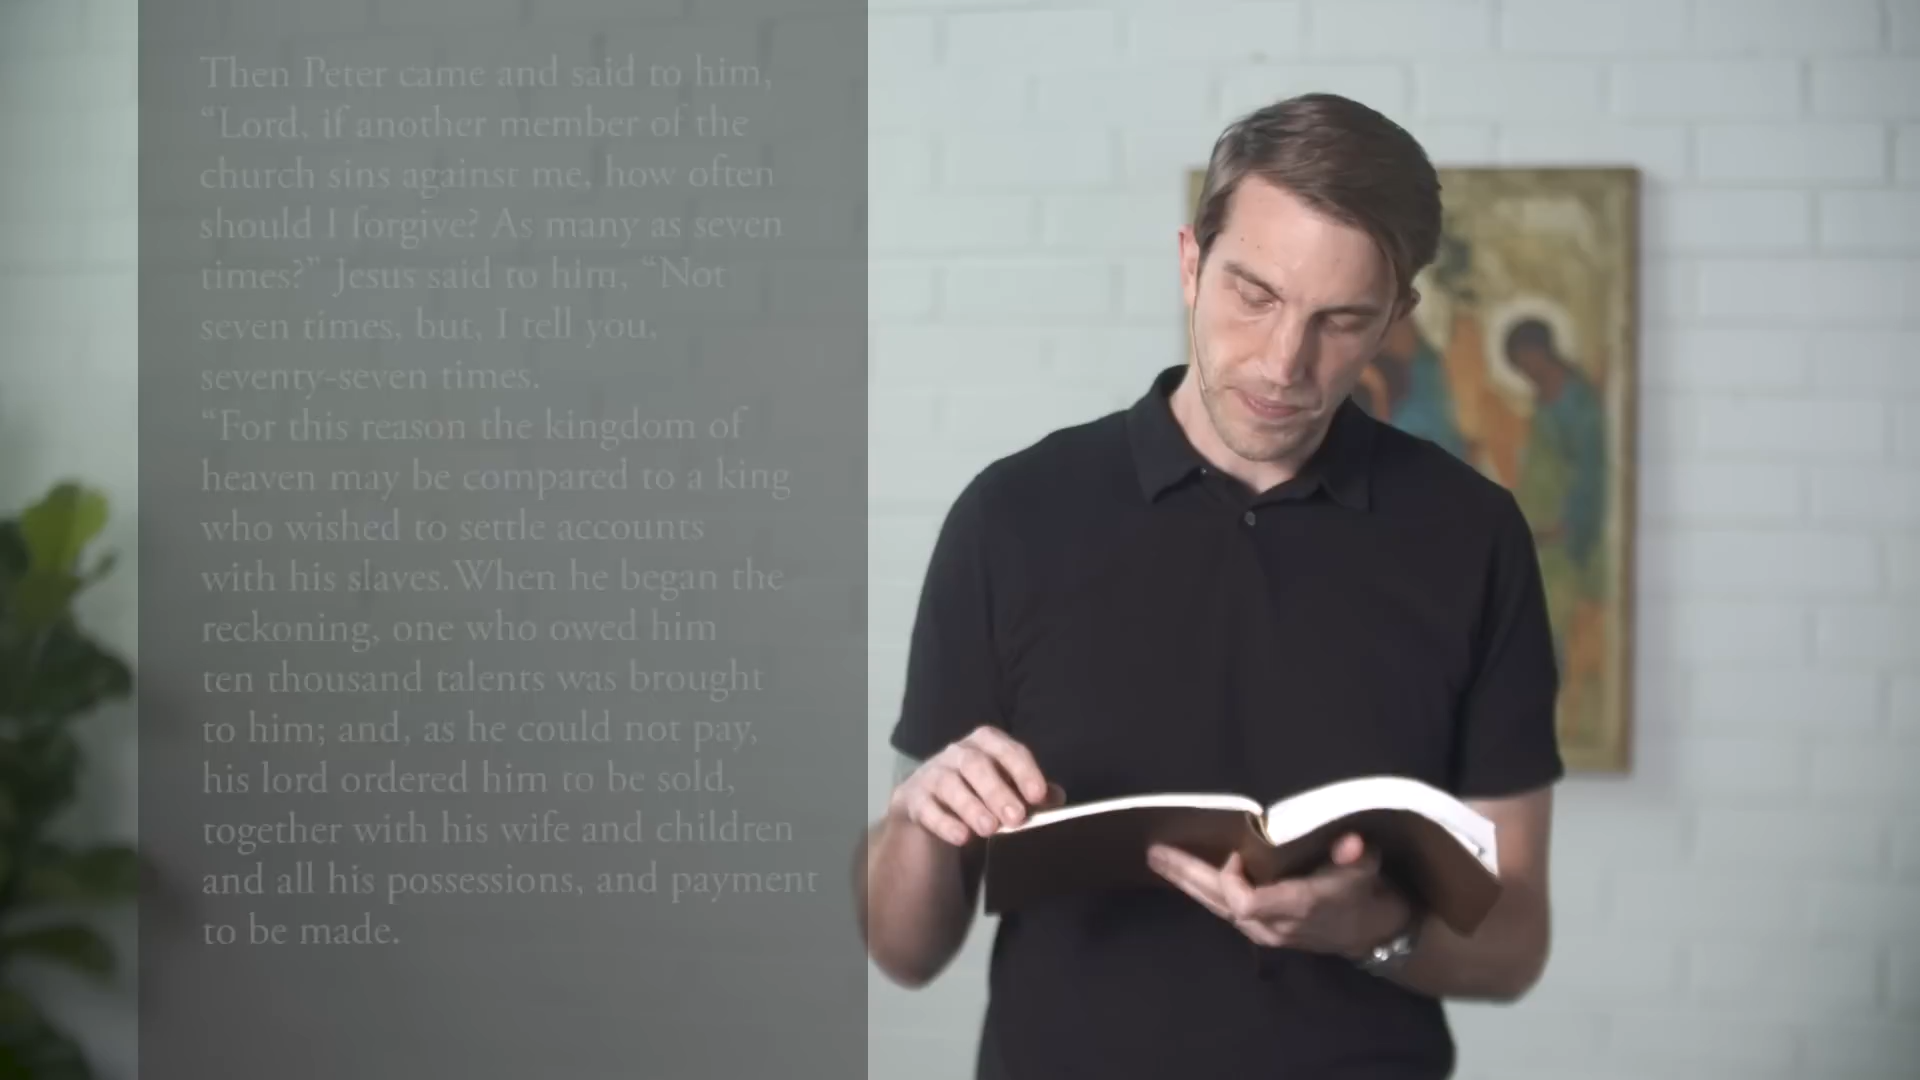 Then Peter came and said to him,
“Lord, if another member of the
church sins against me, how often
should I forgive? As many as seven
times?” Jesus said to him, “Not
seven times, but, I tell you,
seventy-seven times.
“For this reason the kingdom of
heaven may be compared to a king
who wished to settle accounts
with his slaves. When he began the
reckoning, one who owed him
ten thousand talents was brought
to him; and, as he could not pay,
his lord ordered him to be sold,
together with his wife and children
and all his possessions, and payment
to be made.